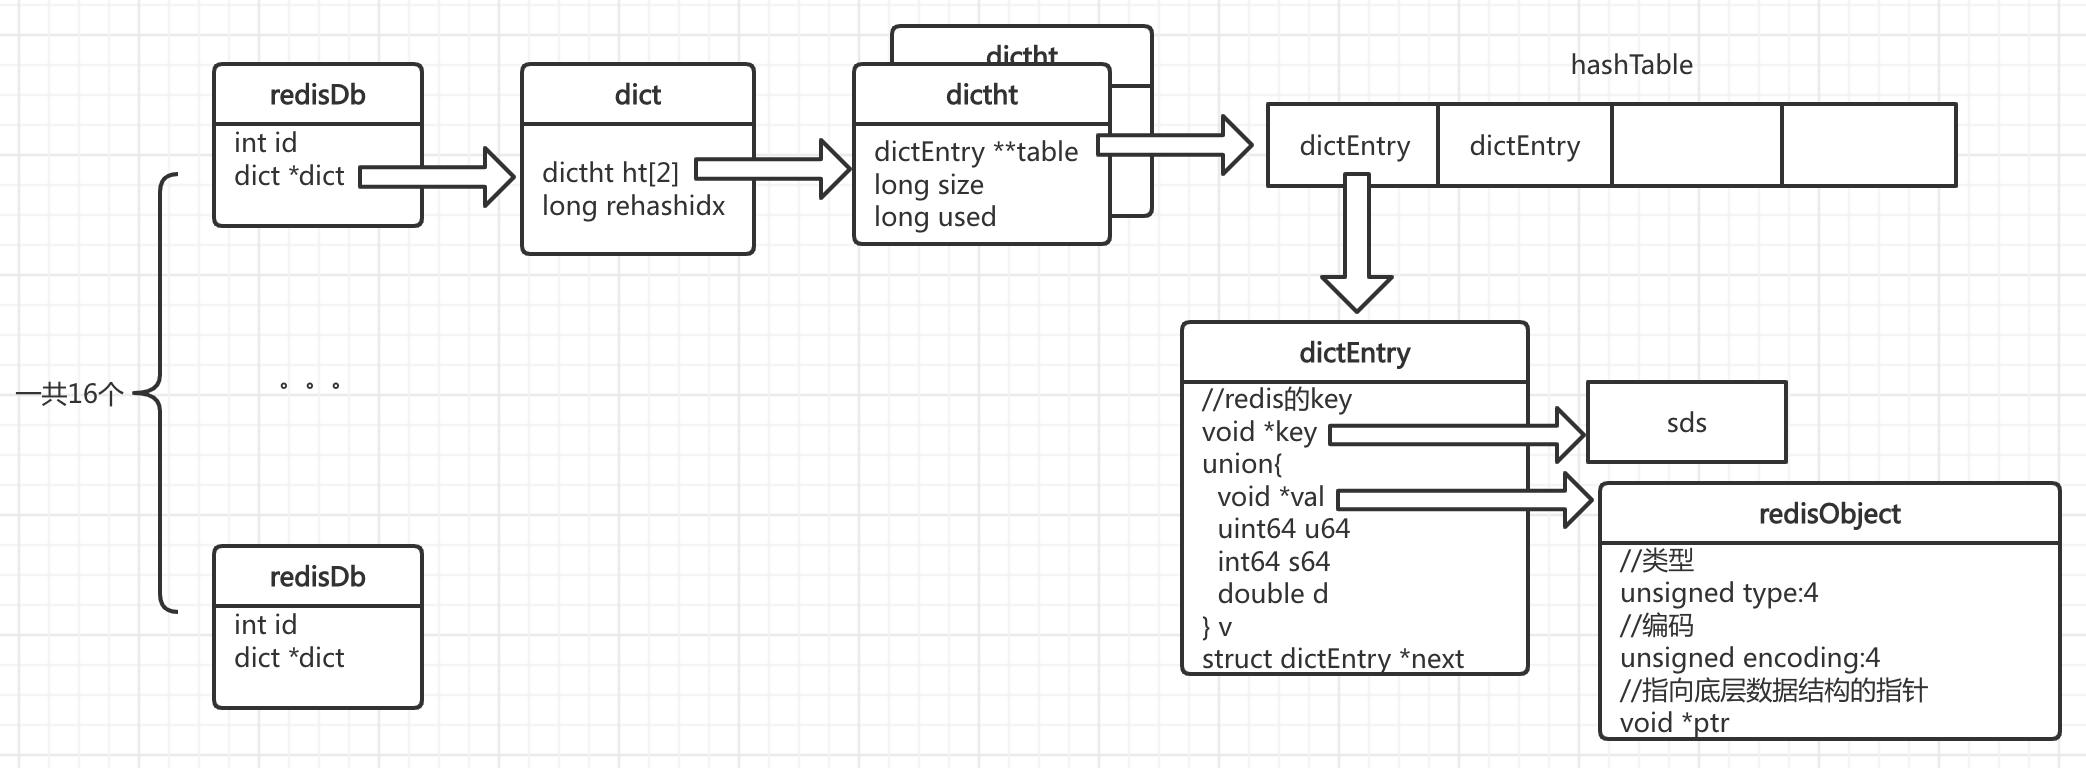 redisDb
int id
dict *dict
dict
dictht ht[2]
long rehashidx
dictht
dictht
dictEntry **table
long size
long used
hashTable
dictEntry
dictEntry
一共16个
。。。
redisDb
int id
dict *dict
dictEntry
//redis的key
void *key
union{
void *val
uint64 u64
int64 s64
double d
} v
struct dictEntry *next
sds
redisObject
//类型
unsigned type:4
//编码
unsigned encoding:4
//指向底层数据结构的指针
void *ptr